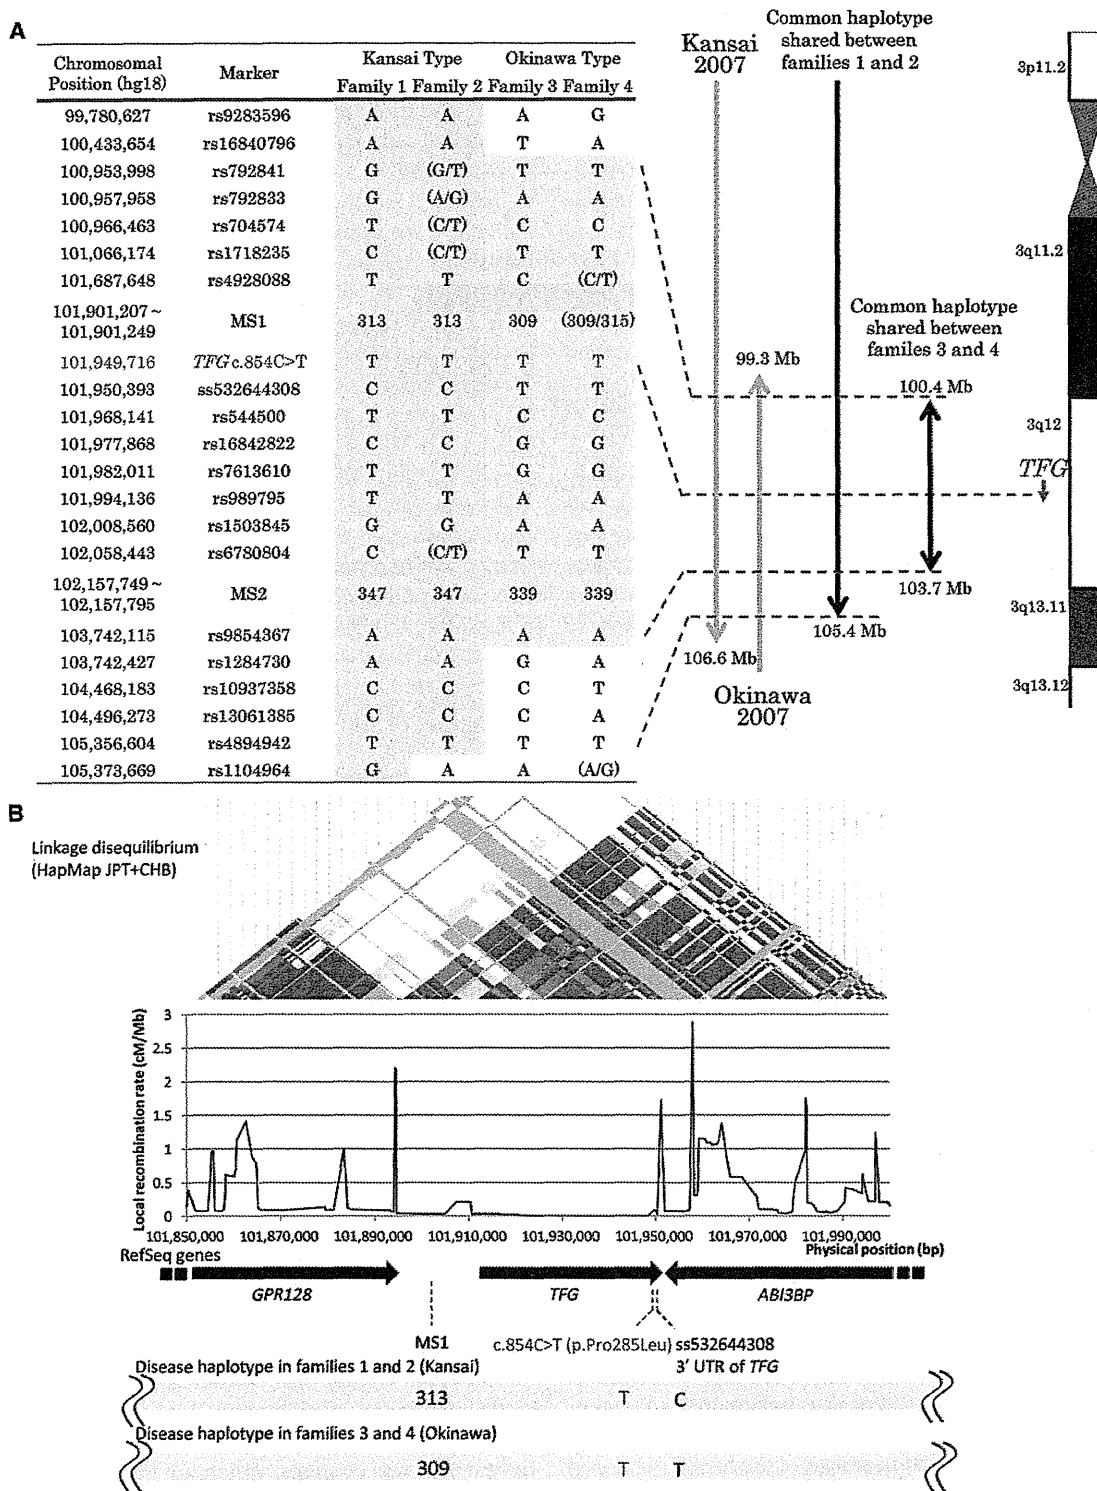 A
Chromosomal Position (hg18) Marker Kansai Type Okinawa Type
Family 1 Family 2 Family 3 Family 4
99,780,627 rs9283596 A A A G
100,433,654 rs16840796 A A T A
100,953,998 rs792841 G (G/T) T T
100,957,958 rs792833 G (A/G) A A
100,966,463 rs704574 T (C/T) C C
101,066,174 rs1718235 C (C/T) T T
101,687,648 rs4928088 T T C (C/T)
101,901,207 ~ 101,901,249 MS1 313 313 309 (309/315)
101,949,716 TFG c.854C>T T T T T
101,950,393 ss532644308 C C T T
101,968,141 rs544500 T T C C
101,977,868 rs16842822 C C G G
101,982,011 rs7613610 T T G G
101,994,136 rs989795 T T A A
102,008,560 rs1503845 G G A A
102,058,443 rs6780804 C (C/T) T T
102,157,749 ~ 102,157,795 MS2 347 347 339 339
103,742,115 rs9854367 A A A A
103,742,427 rs1284730 A A G A
104,468,183 rs10937358 C C C T
104,496,273 rs13061385 C C C A
105,356,604 rs4894942 T T T T
105,373,669 rs1104964 G A A (A/G)
Kansai
2007
Common haplotype
shared between
families 1 and 2
Common haplotype
shared between
familes 3 and 4
99.3 Mb
100.4 Mb
103.7 Mb
105.4 Mb
106.6 Mb
Okinawa
2007
3p11.2
3q11.2
3q12
TFG
3q13.11
3q13.12
B
Linkage disequilibrium
(HapMap JPT+CHB)
Local recombination rate (cM/Mb)
3
2.5
2
1.5
1
0.5
0
101,850,000 101,870,000 101,890,000 101,910,000 101,930,000 101,950,000 101,970,000 101,990,000
Physical position (bp)
RefSeq genes
GPR128 TFG ABI3BP
MS1 c.854C>T (p.Pro285Leu) ss532644308
Disease haplotype in families 1 and 2 (Kansai) 3' UTR of TFG
313 T C
Disease haplotype in families 3 and 4 (Okinawa)
309 T T